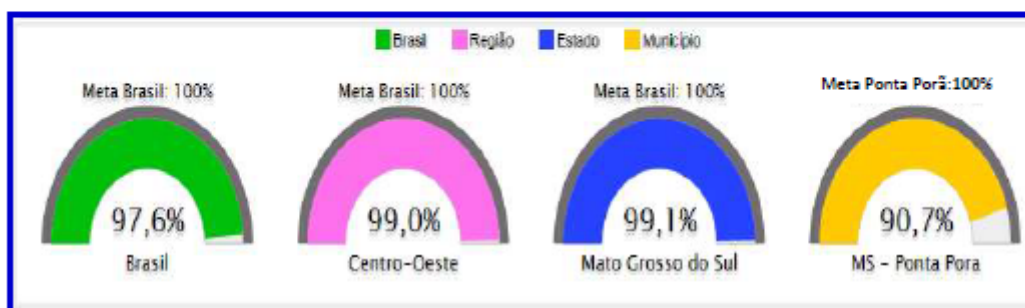 Brasil Região Estado Município
Meta Brasil: 100% Meta Brasil: 100% Meta Brasil: 100% Meta Ponta Porã:100%
97,6% 99,0% 99,1% 90,7%
Brasil Centro-Oeste Mato Grosso do Sul MS - Ponta Pora